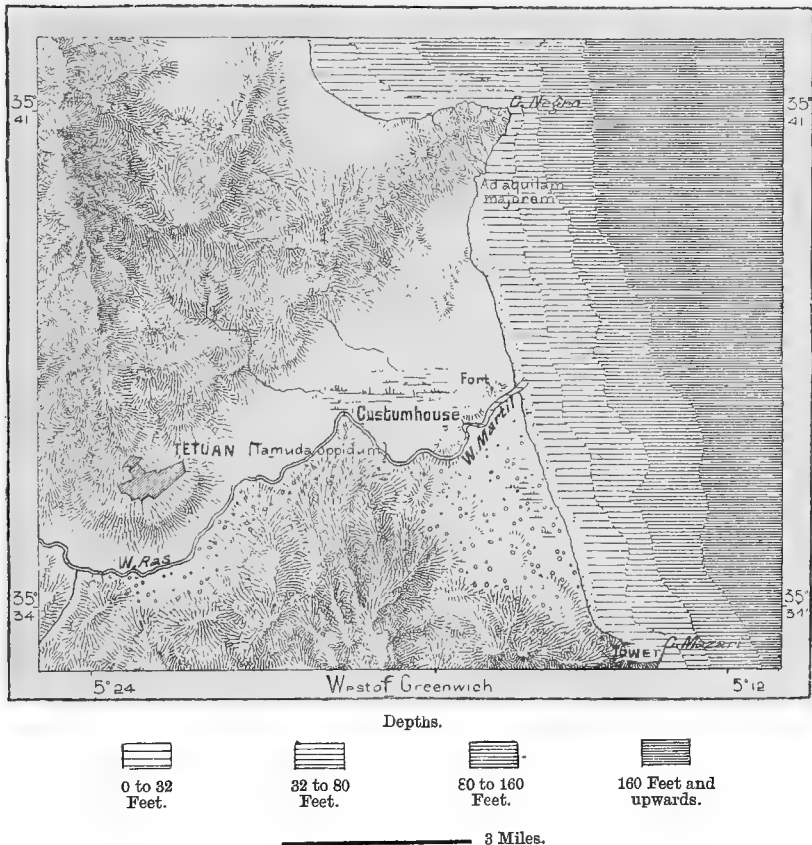 35°
41
C. Negro
35°
41
Ad aquilam
majorem
Fort
Custumhouse
W. Martil
TETUAN (Tamuda oppidum)
W. Ras
35°
34
35°
Tower
C. Mazari
5°24
West of Greenwich
5°12
Depths.
0 to 32
Feet.
32 to 80
Feet.
80 to 160
Feet.
160 Feet and
upwards.
3 Miles.